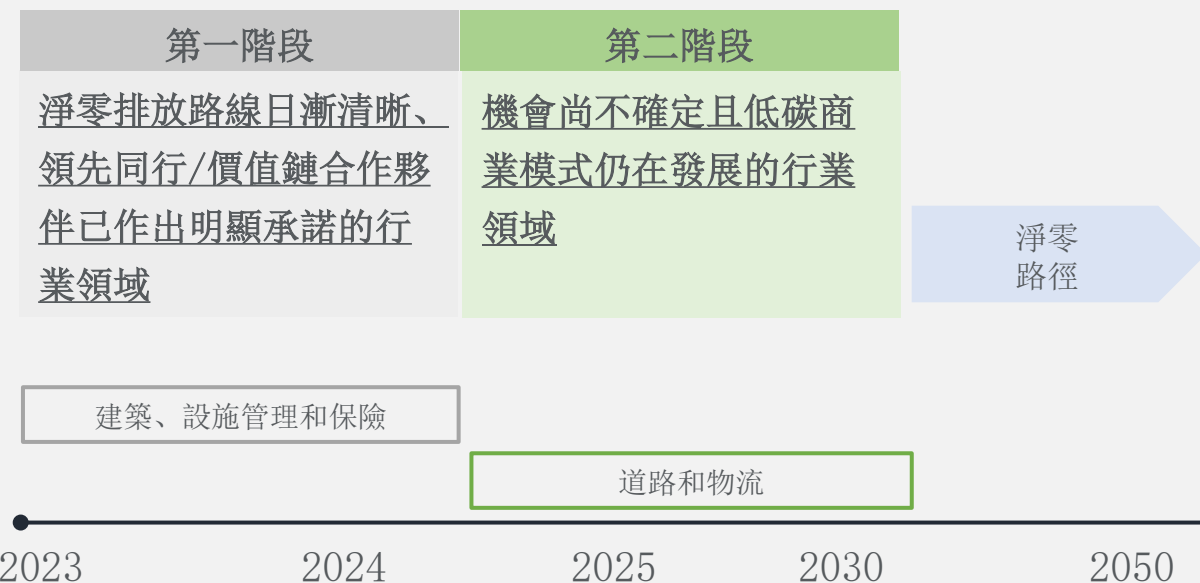 第一階段
第二階段
淨零排放路線日漸清晰、
領先同行/價值鏈合作夥
伴已作出明顯承諾的行
業領域
機會尚不確定且低碳商
業模式仍在發展的行業
領域
淨零
路徑
建築、設施管理和保險
道路和物流
2023
2024
2025
2030
2050